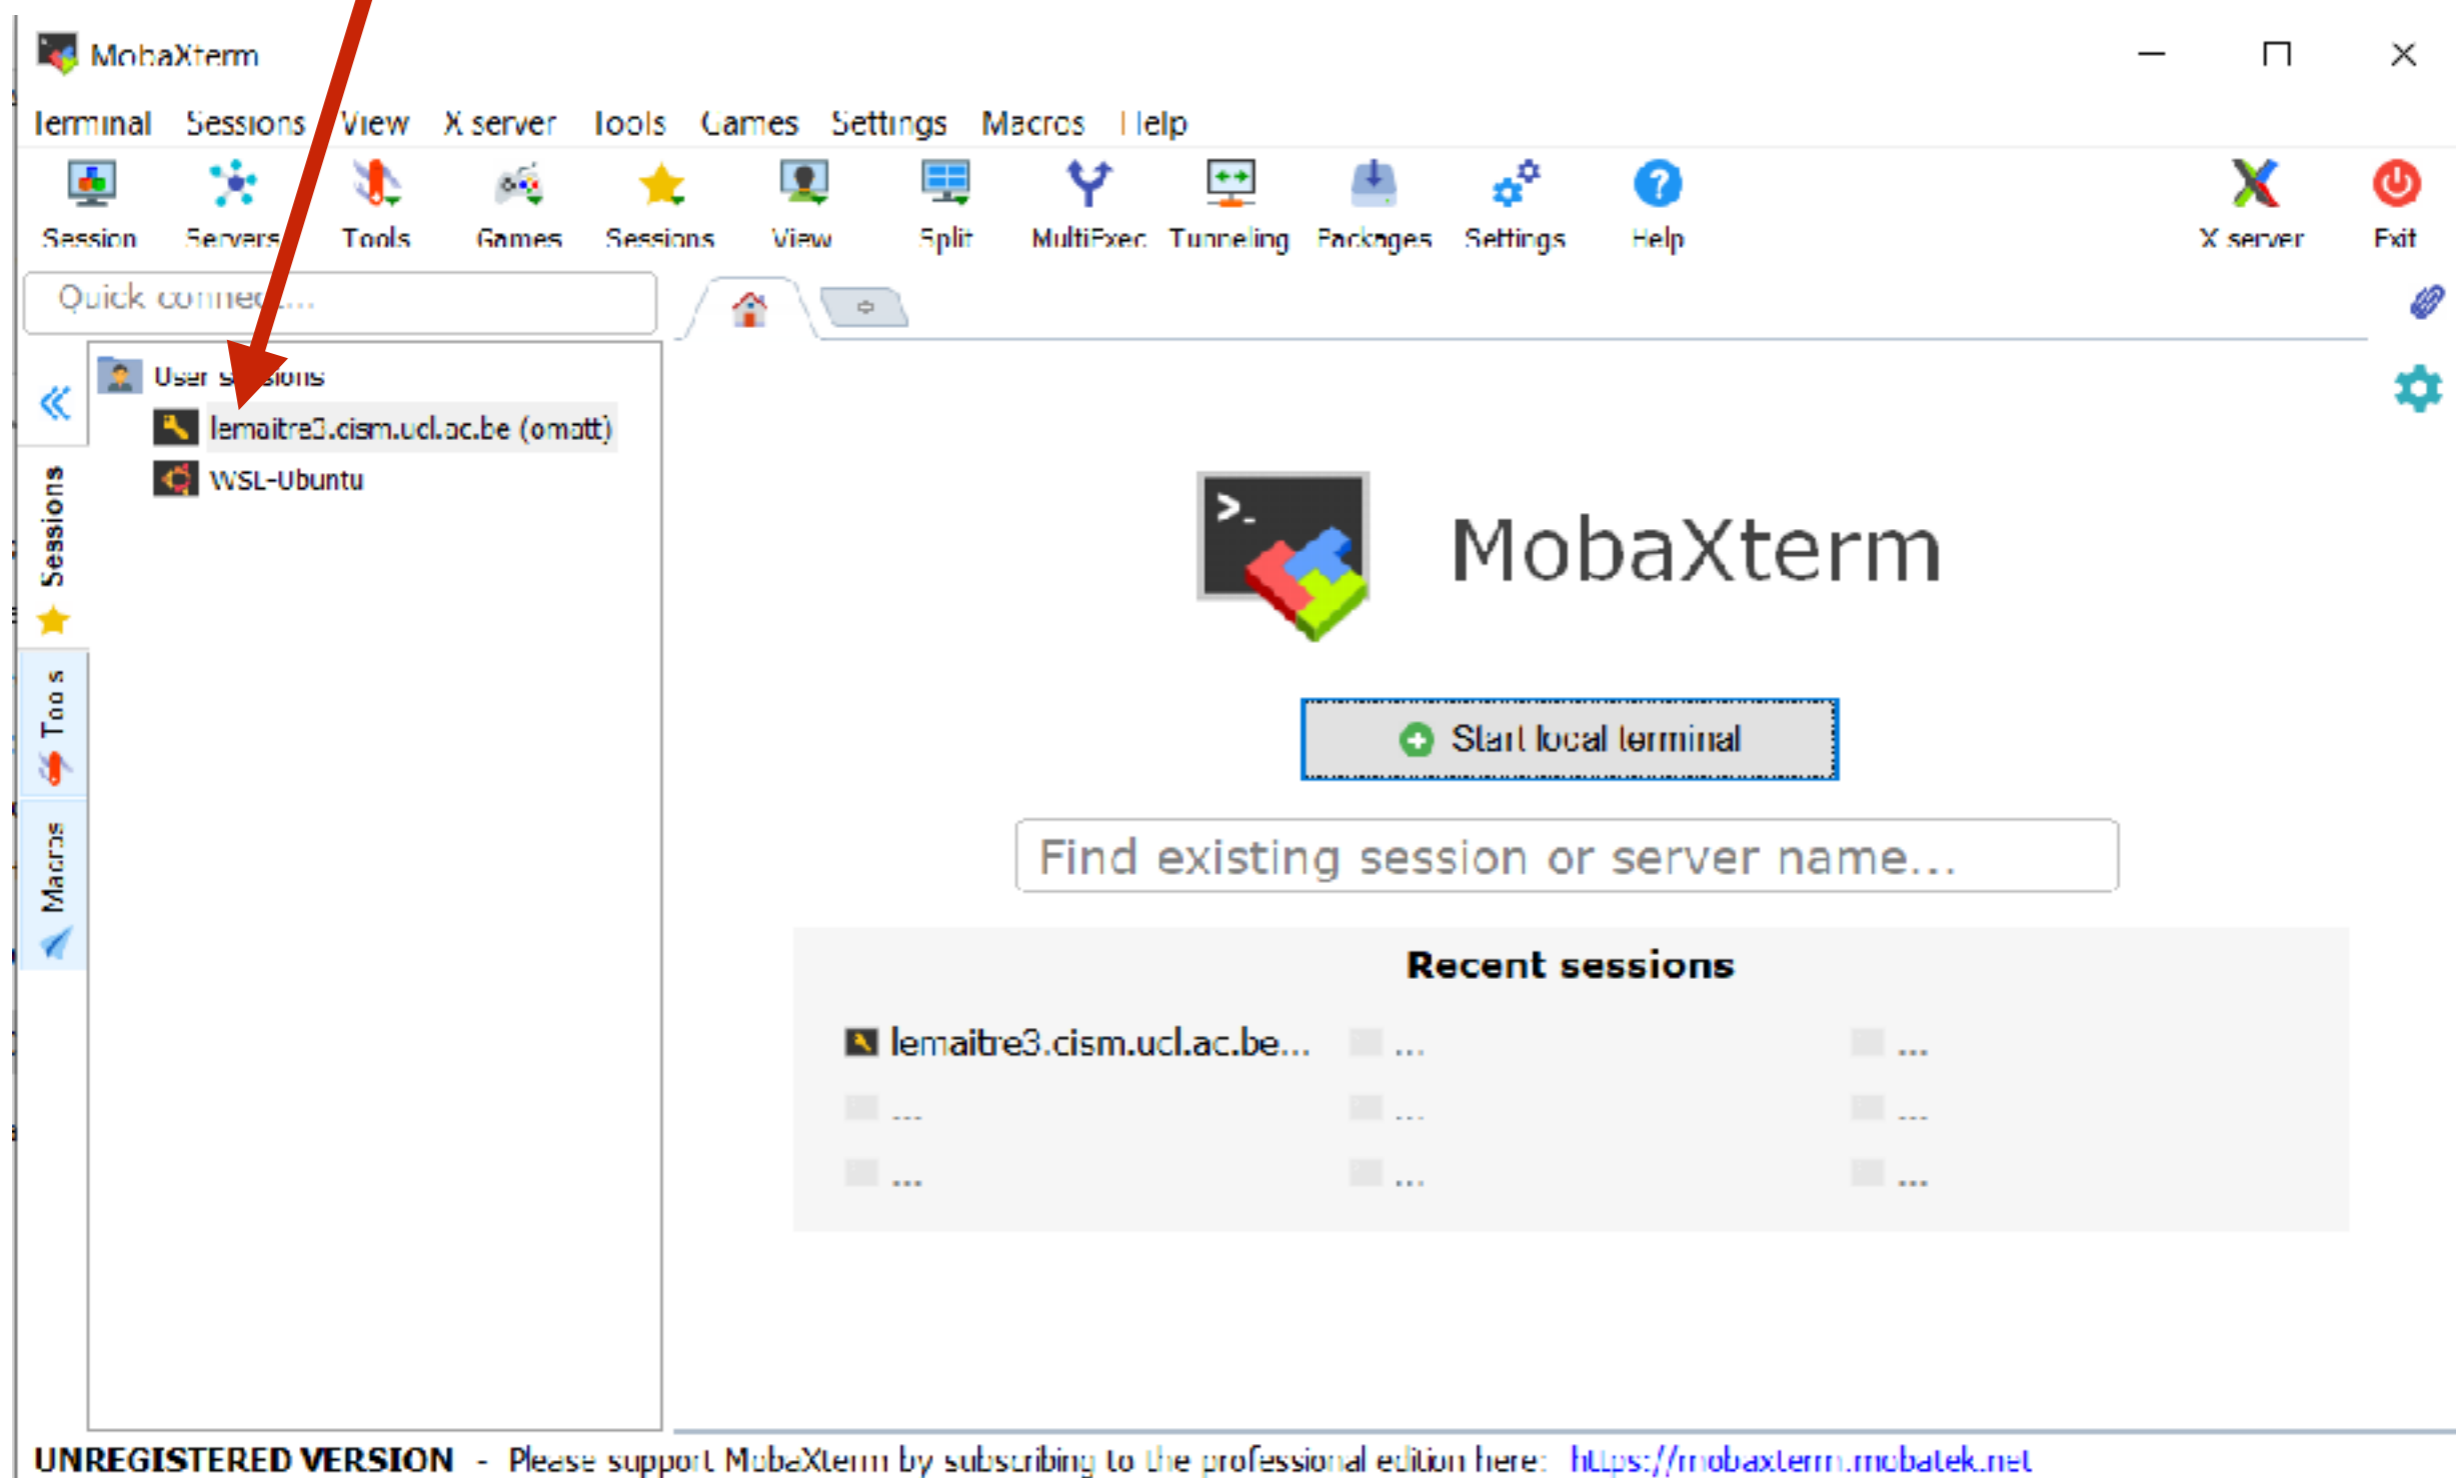 MobaXterm
Terminal Sessions View X server Tools Games Settings Macros Help
Session Servers Tools Games Sessions View Split MultiExec Tunneling Packages Settings Help X server Exit
Quick connect...
User sessions
lemaitre3.cism.ucl.ac.be (omatt)
WSL-Ubuntu
Sessions
Tools
Macros
>_
MobaXterm
Start local terminal
Find existing session or server name...
Recent sessions
lemaitre3.cism.ucl.ac.be... ... ...
... ... ...
... ... ...
UNREGISTERED VERSION - Please support MobaXterm by subscribing to the professional edition here: https://mobaxterm.mobatek.net